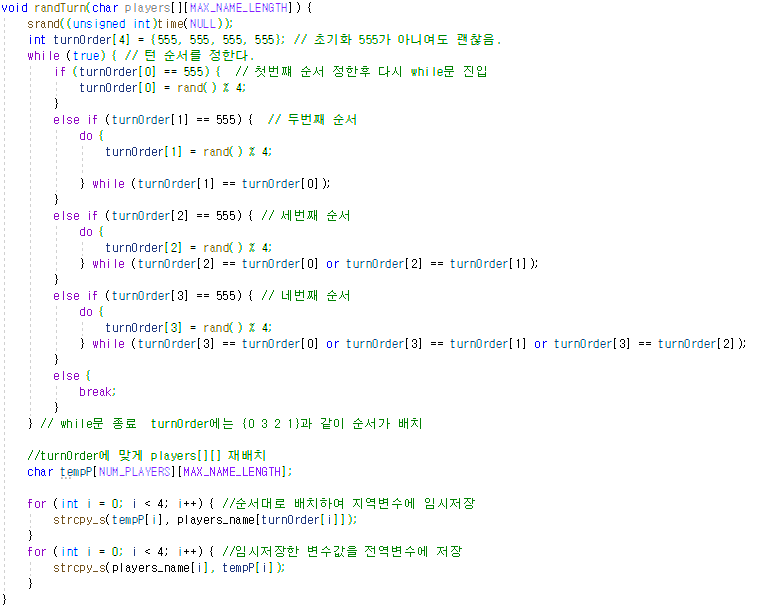 void randTurn(char players[][MAX_NAME_LENGTH]) {
srand((unsigned int)time(NULL));
int turnOrder[4] = {555, 555, 555, 555}; // 초기화 555가 아니여도 괜찮음.
while (true) { // 턴 순서를 정한다.
if (turnOrder[0] == 555) { // 첫번째 순서 정한후 다시 while문 진입
turnOrder[0] = rand() % 4;
}
else if (turnOrder[1] == 555) { // 두번째 순서
do {
turnOrder[1] = rand() % 4;
} while (turnOrder[1] == turnOrder[0]);
}
else if (turnOrder[2] == 555) { // 세번째 순서
do {
turnOrder[2] = rand() % 4;
} while (turnOrder[2] == turnOrder[0] or turnOrder[2] == turnOrder[1]);
}
else if (turnOrder[3] == 555) { // 네번째 순서
do {
turnOrder[3] = rand() % 4;
} while (turnOrder[3] == turnOrder[0] or turnOrder[3] == turnOrder[1] or turnOrder[3] == turnOrder[2]);
}
else {
break;
}
} // while문 종료 turnOrder에는 {0 3 2 1}과 같이 순서가 배치
//turnOrder에 맞게 players[][] 재배치
char tempP[NUM_PLAYERS][MAX_NAME_LENGTH];
for (int i = 0; i < 4; i++) { //순서대로 배치하여 지역변수에 임시저장
strcpy_s(tempP[i], players_name[turnOrder[i]]);
}
for (int i = 0; i < 4; i++) { //임시저장한 변수값을 전역변수에 저장
strcpy_s(players_name[i], tempP[i]);
}
}